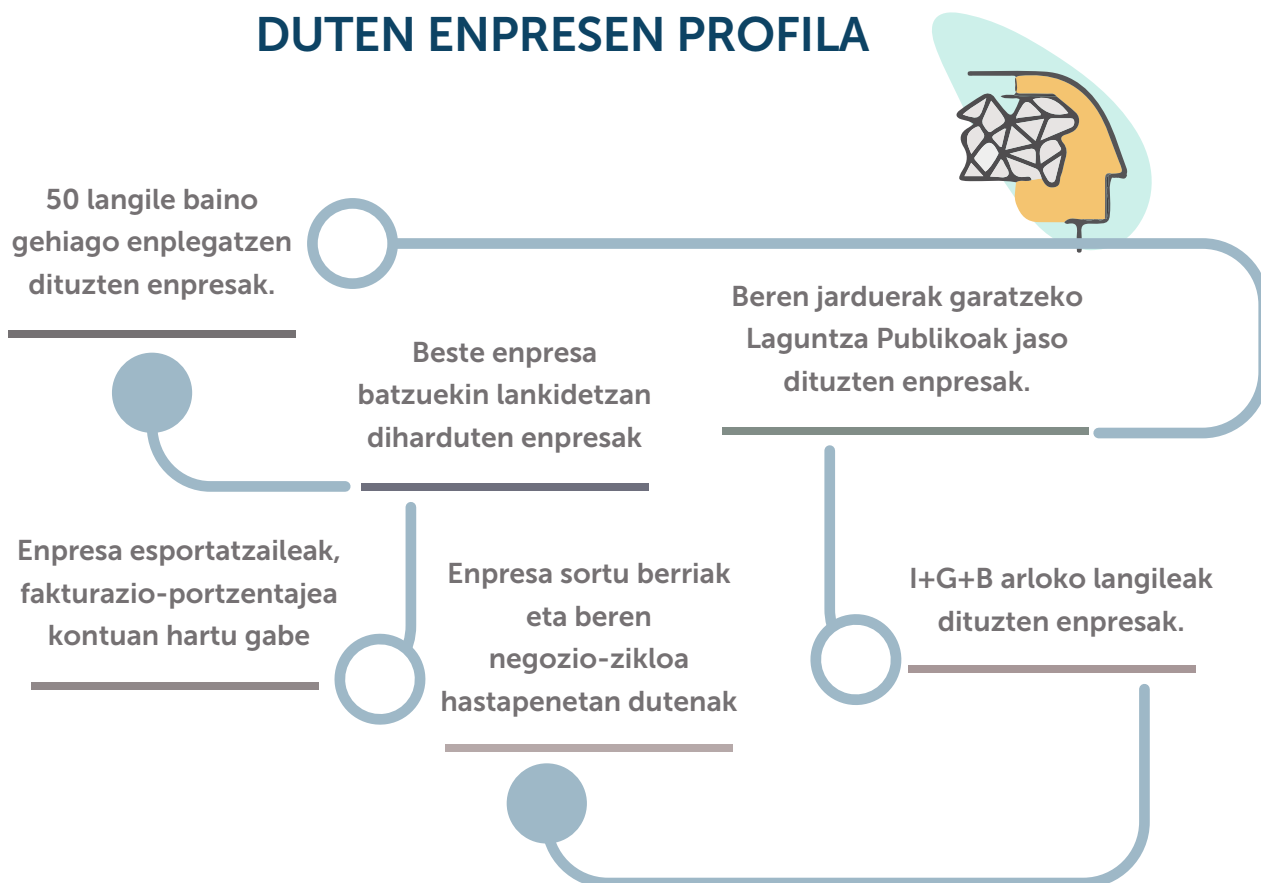 DUTEN ENPRESEN PROFILA
50 langile baino
gehiago enplegatzen
dituzten enpresak.
Beren jarduerak garatzeko
Laguntza Publikoak jaso
dituzten enpresak.
Beste enpresa
batzuekin lankidetzan
diharduten enpresak
Enpresa esportatzaileak,
fakturazio-portzentajea
kontuan hartu gabe
Enpresa sortu berriak
eta beren
negozio-zikloa
hastapenetan dutenak
I+G+B arloko langileak
dituzten enpresak.